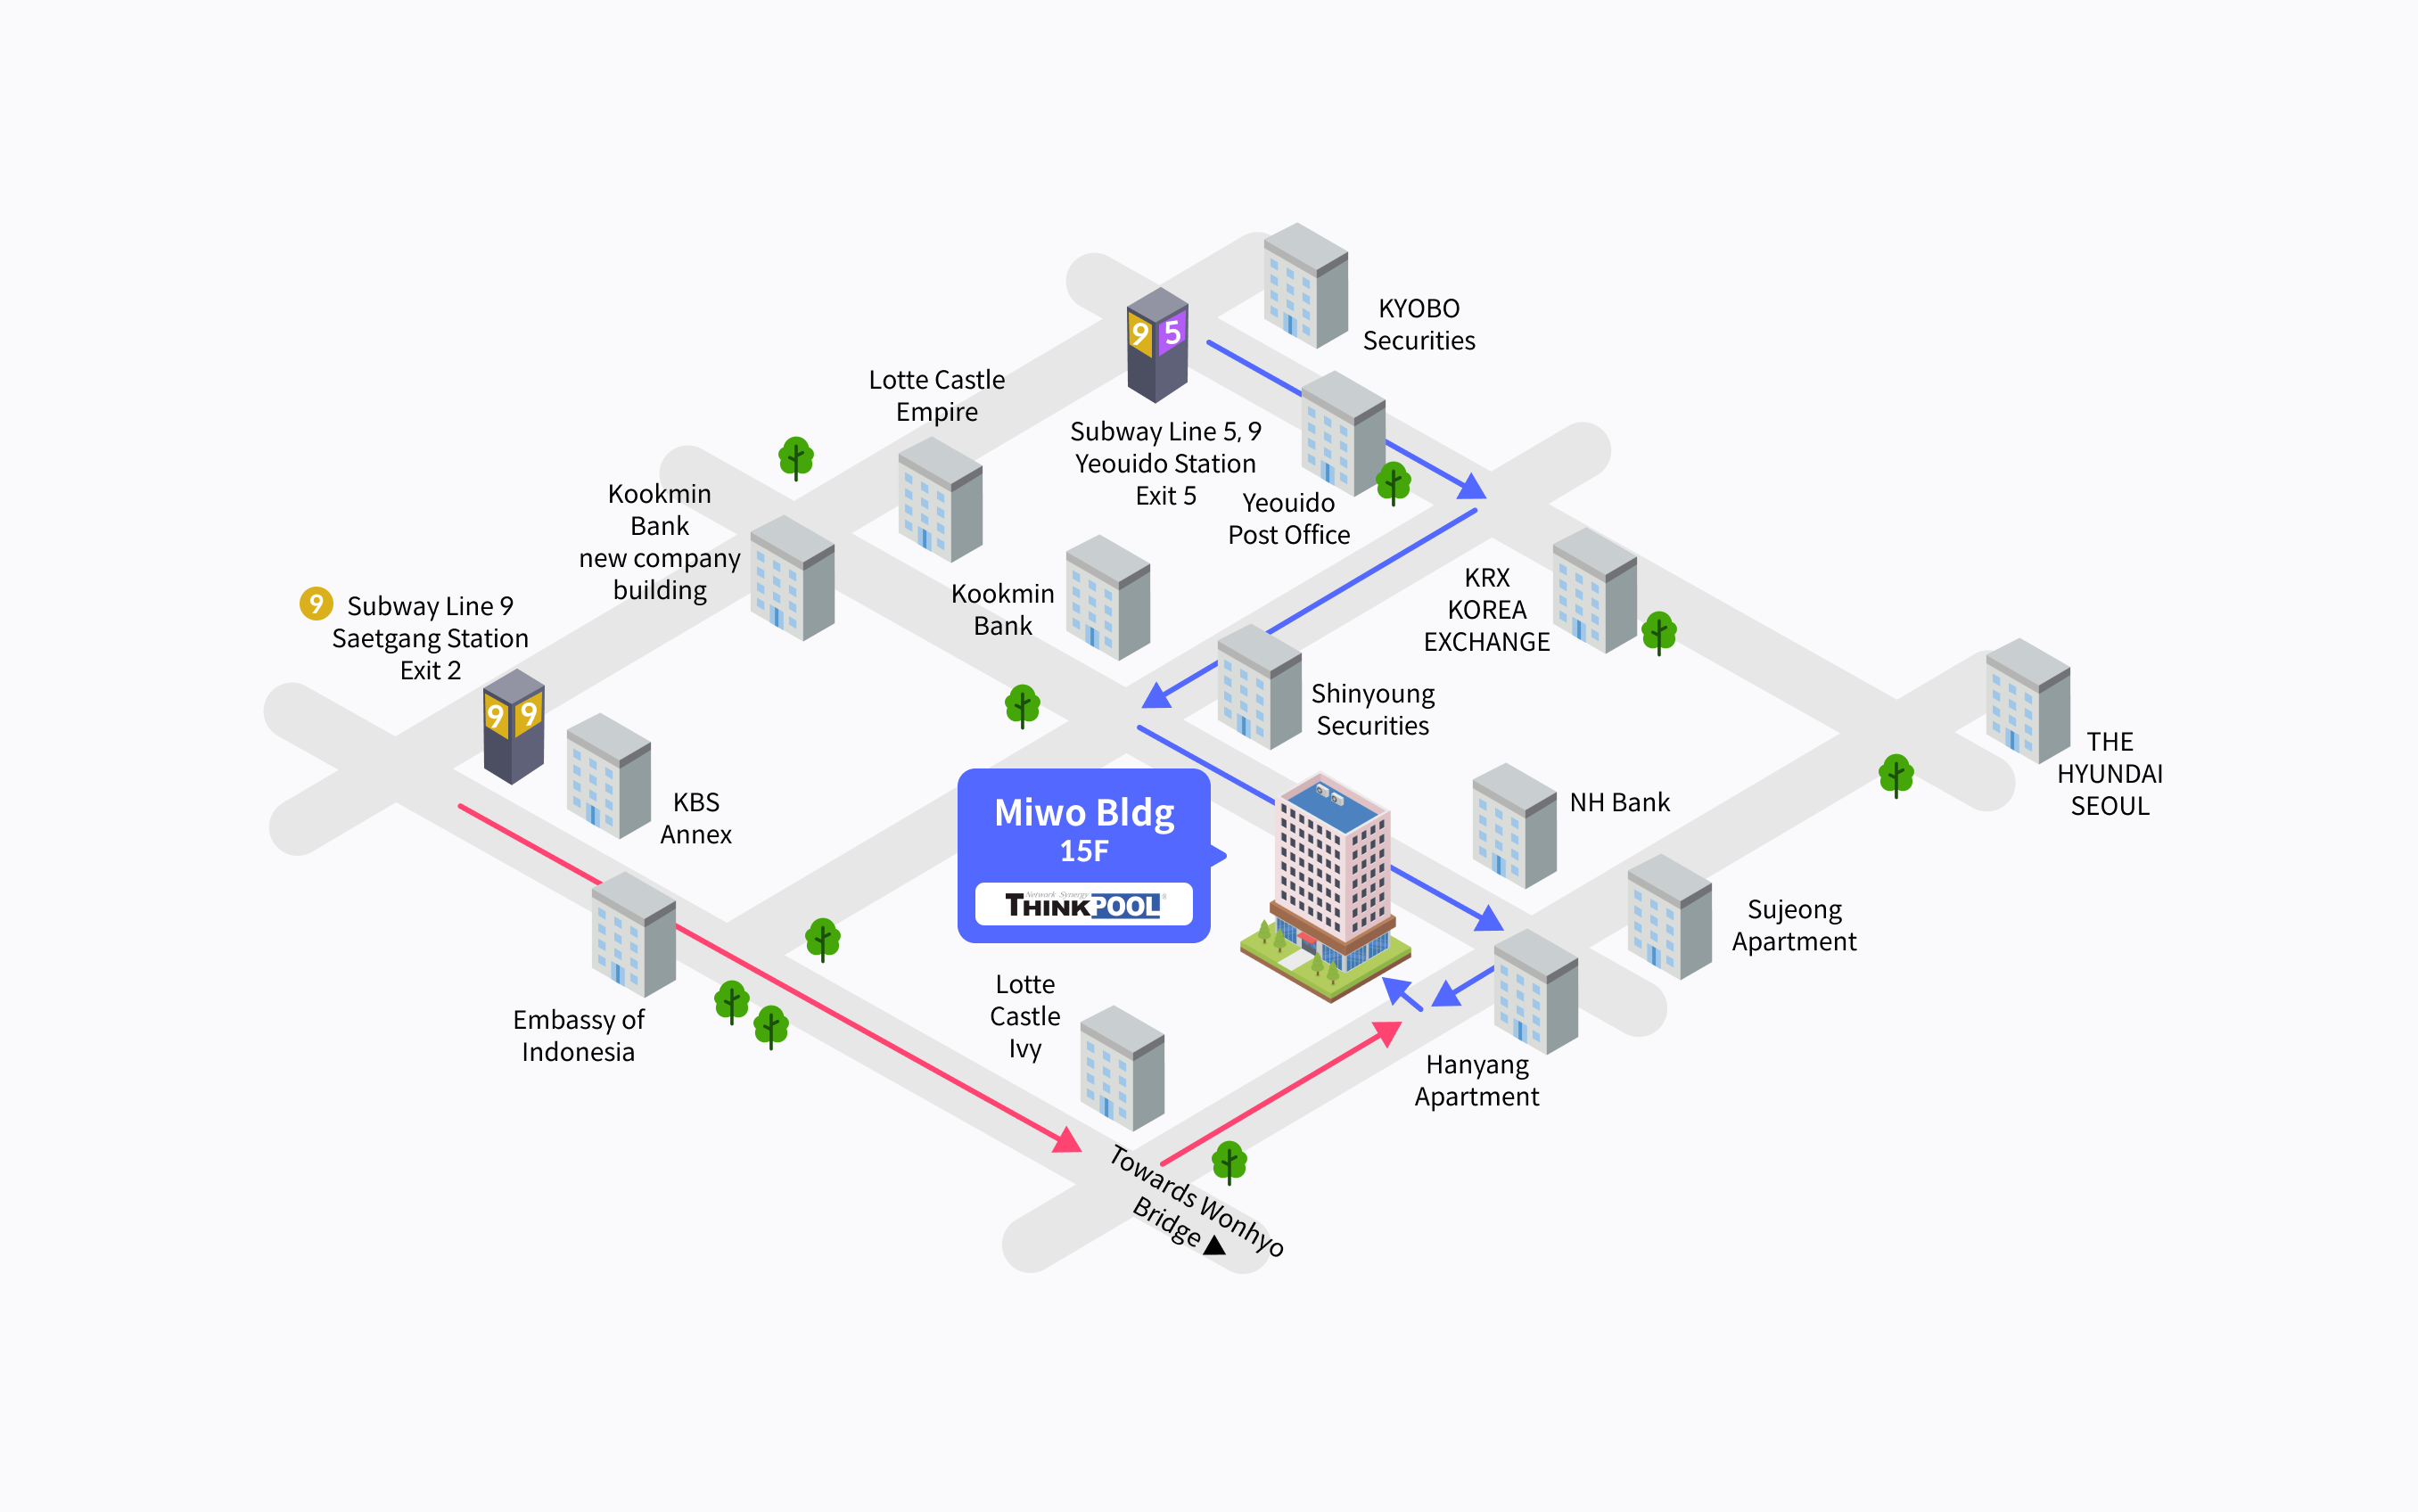 KYOBO
Securities
9 5
Lotte Castle
Empire
Subway Line 5, 9
Yeouido Station
Exit 5
Yeouido
Post Office
Kookmin
Bank
new company
building
Kookmin
Bank
KRX
KOREA
EXCHANGE
9 Subway Line 9
Saetgang Station
Exit 2
9 9
Shinyoung
Securities
THE
HYUNDAI
SEOUL
KBS
Annex
Miwo Bldg
15F
Network Synergy
THINKPOOL®
NH Bank
Sujeong
Apartment
Embassy of
Indonesia
Lotte
Castle
Ivy
Hanyang
Apartment
Towards Wonhyo
Bridge ▲